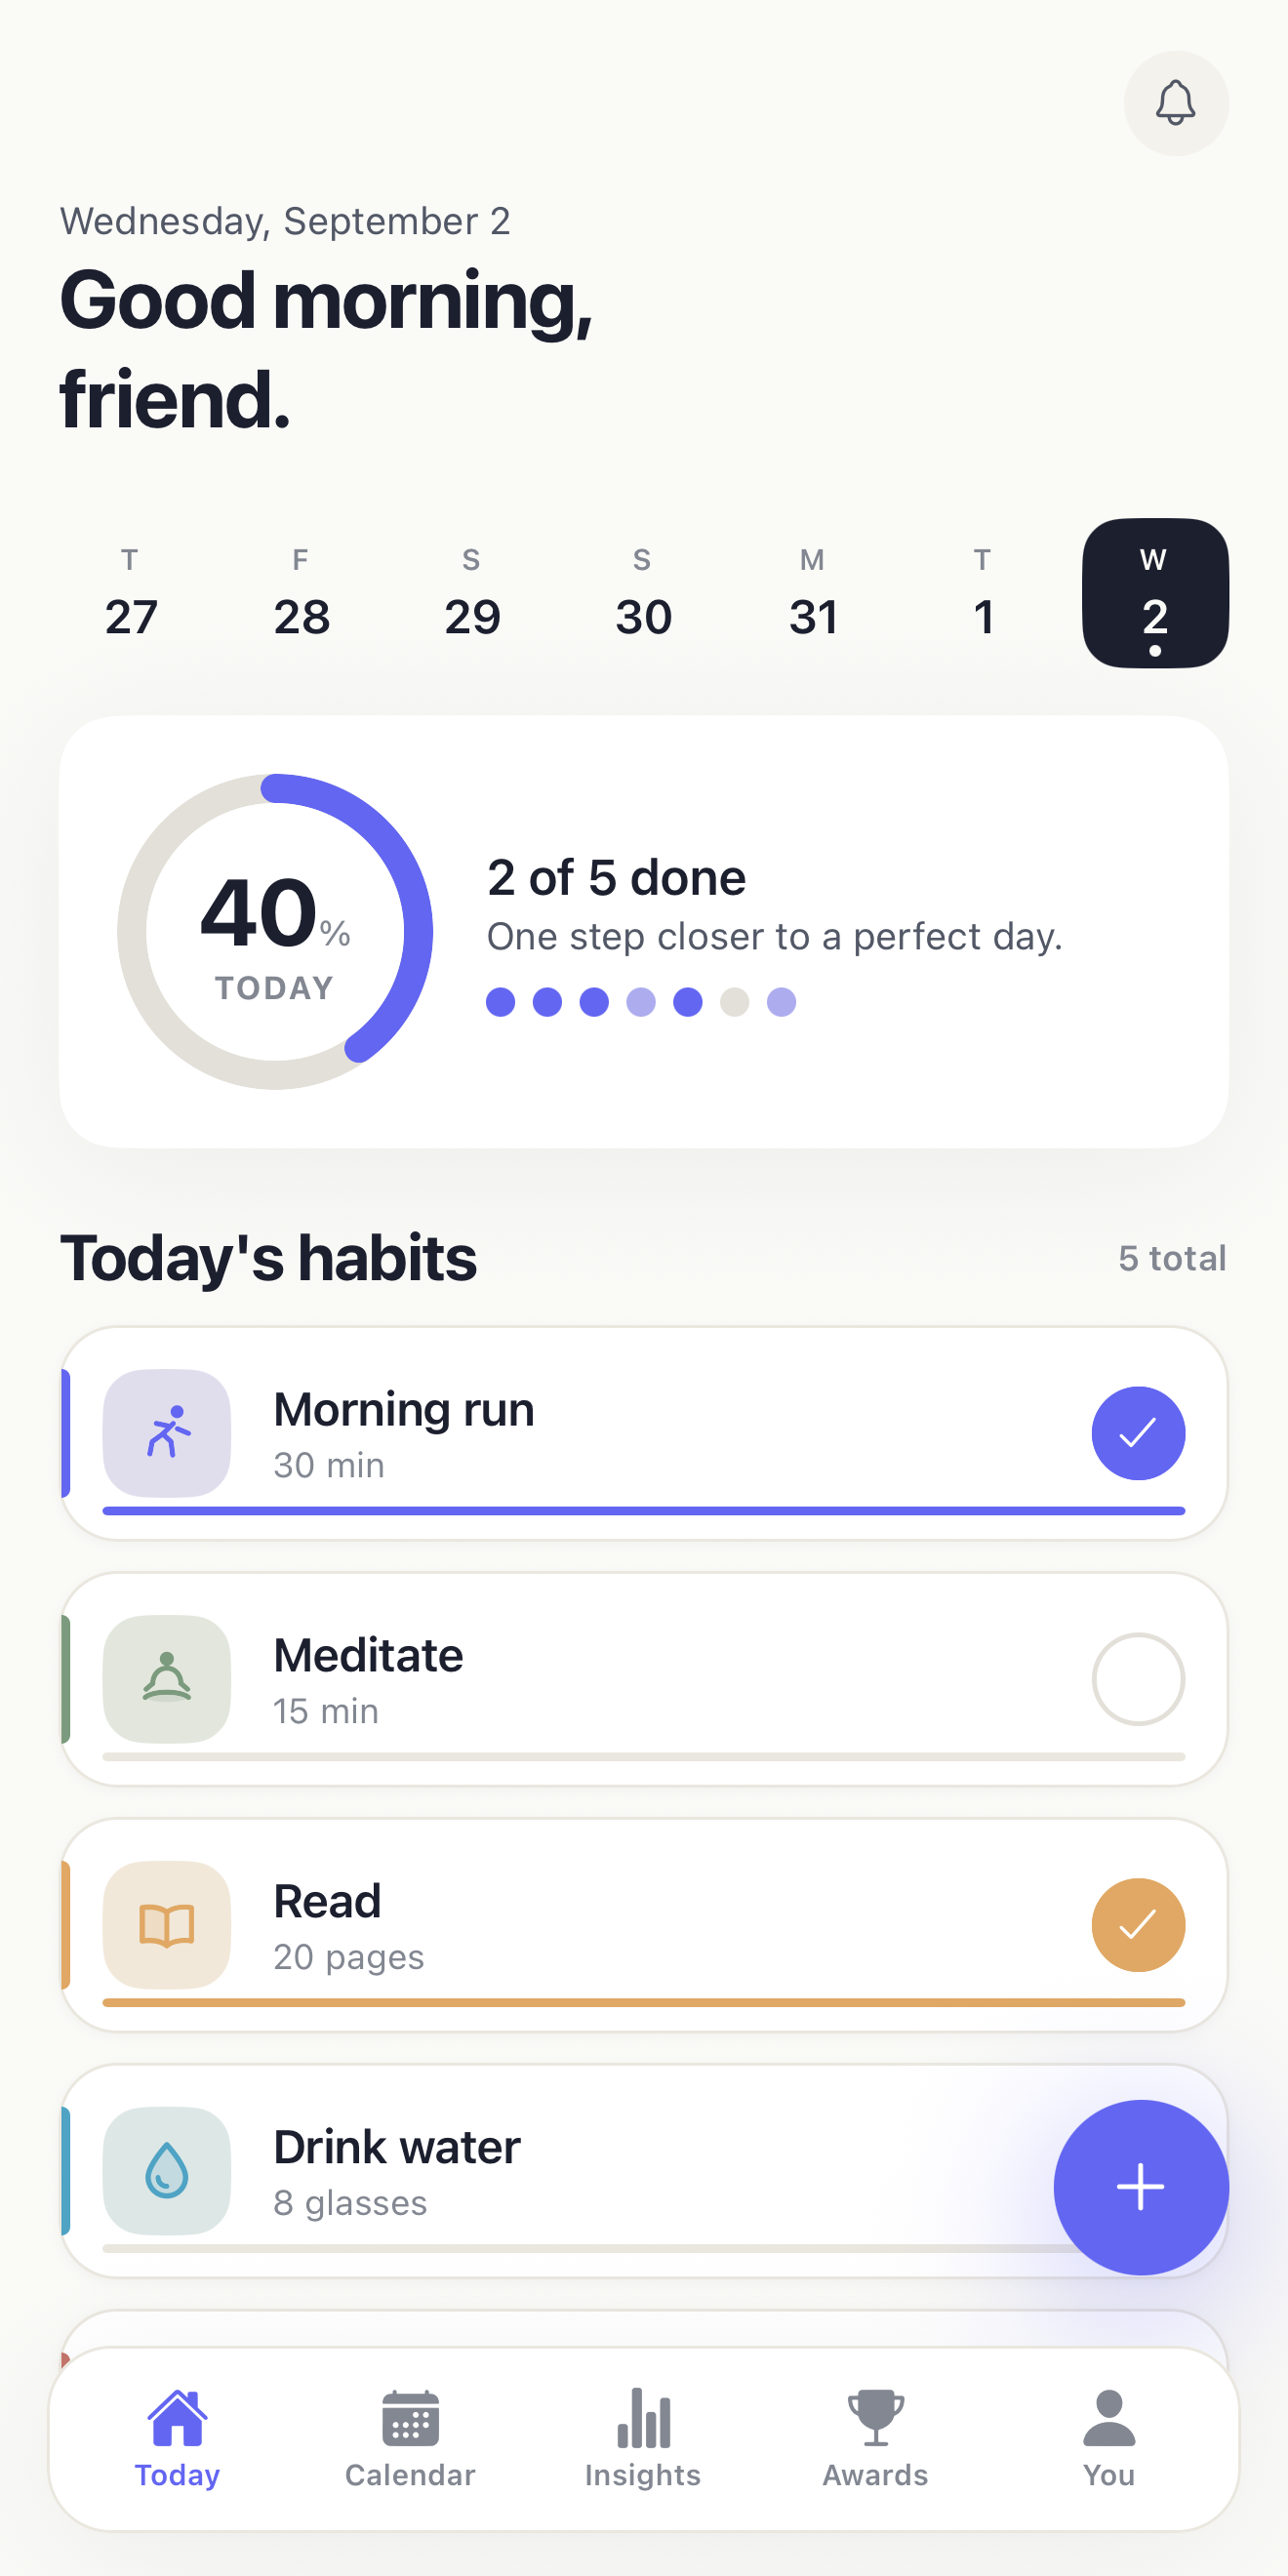 Wednesday, September 2
Good morning,
friend.
T F S S M T W
27 28 29 30 31 1 2
40%
TODAY
2 of 5 done
One step closer to a perfect day.
Today's habits
5 total
Morning run
30 min
Meditate
15 min
Read
20 pages
Drink water
8 glasses
Today Calendar Insights Awards You